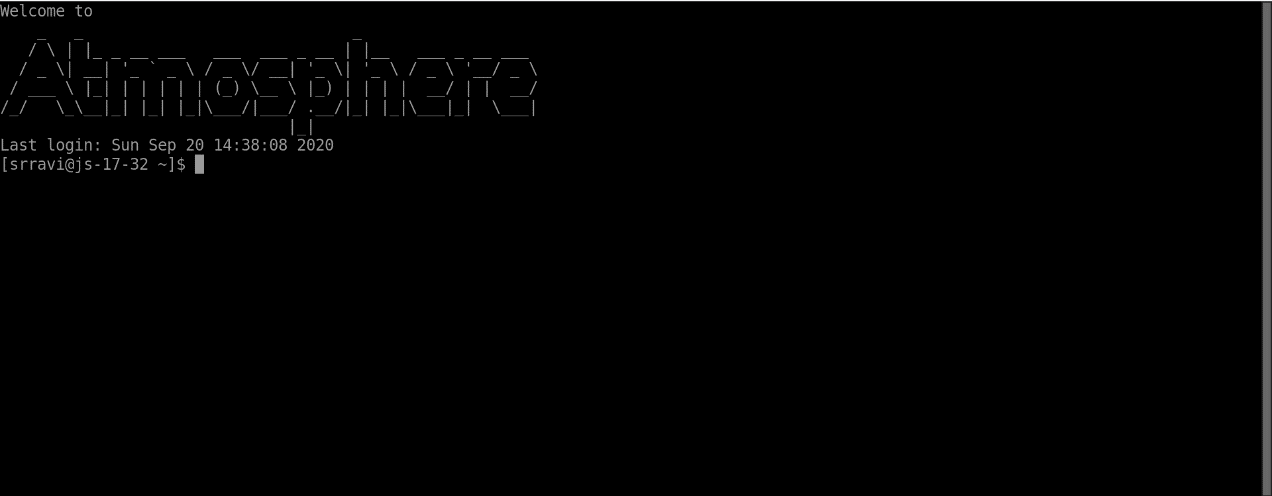 Welcome to
Atmosphere
Last login: Sun Sep 20 14:38:08 2020
[srravi@js-17-32 ~]$